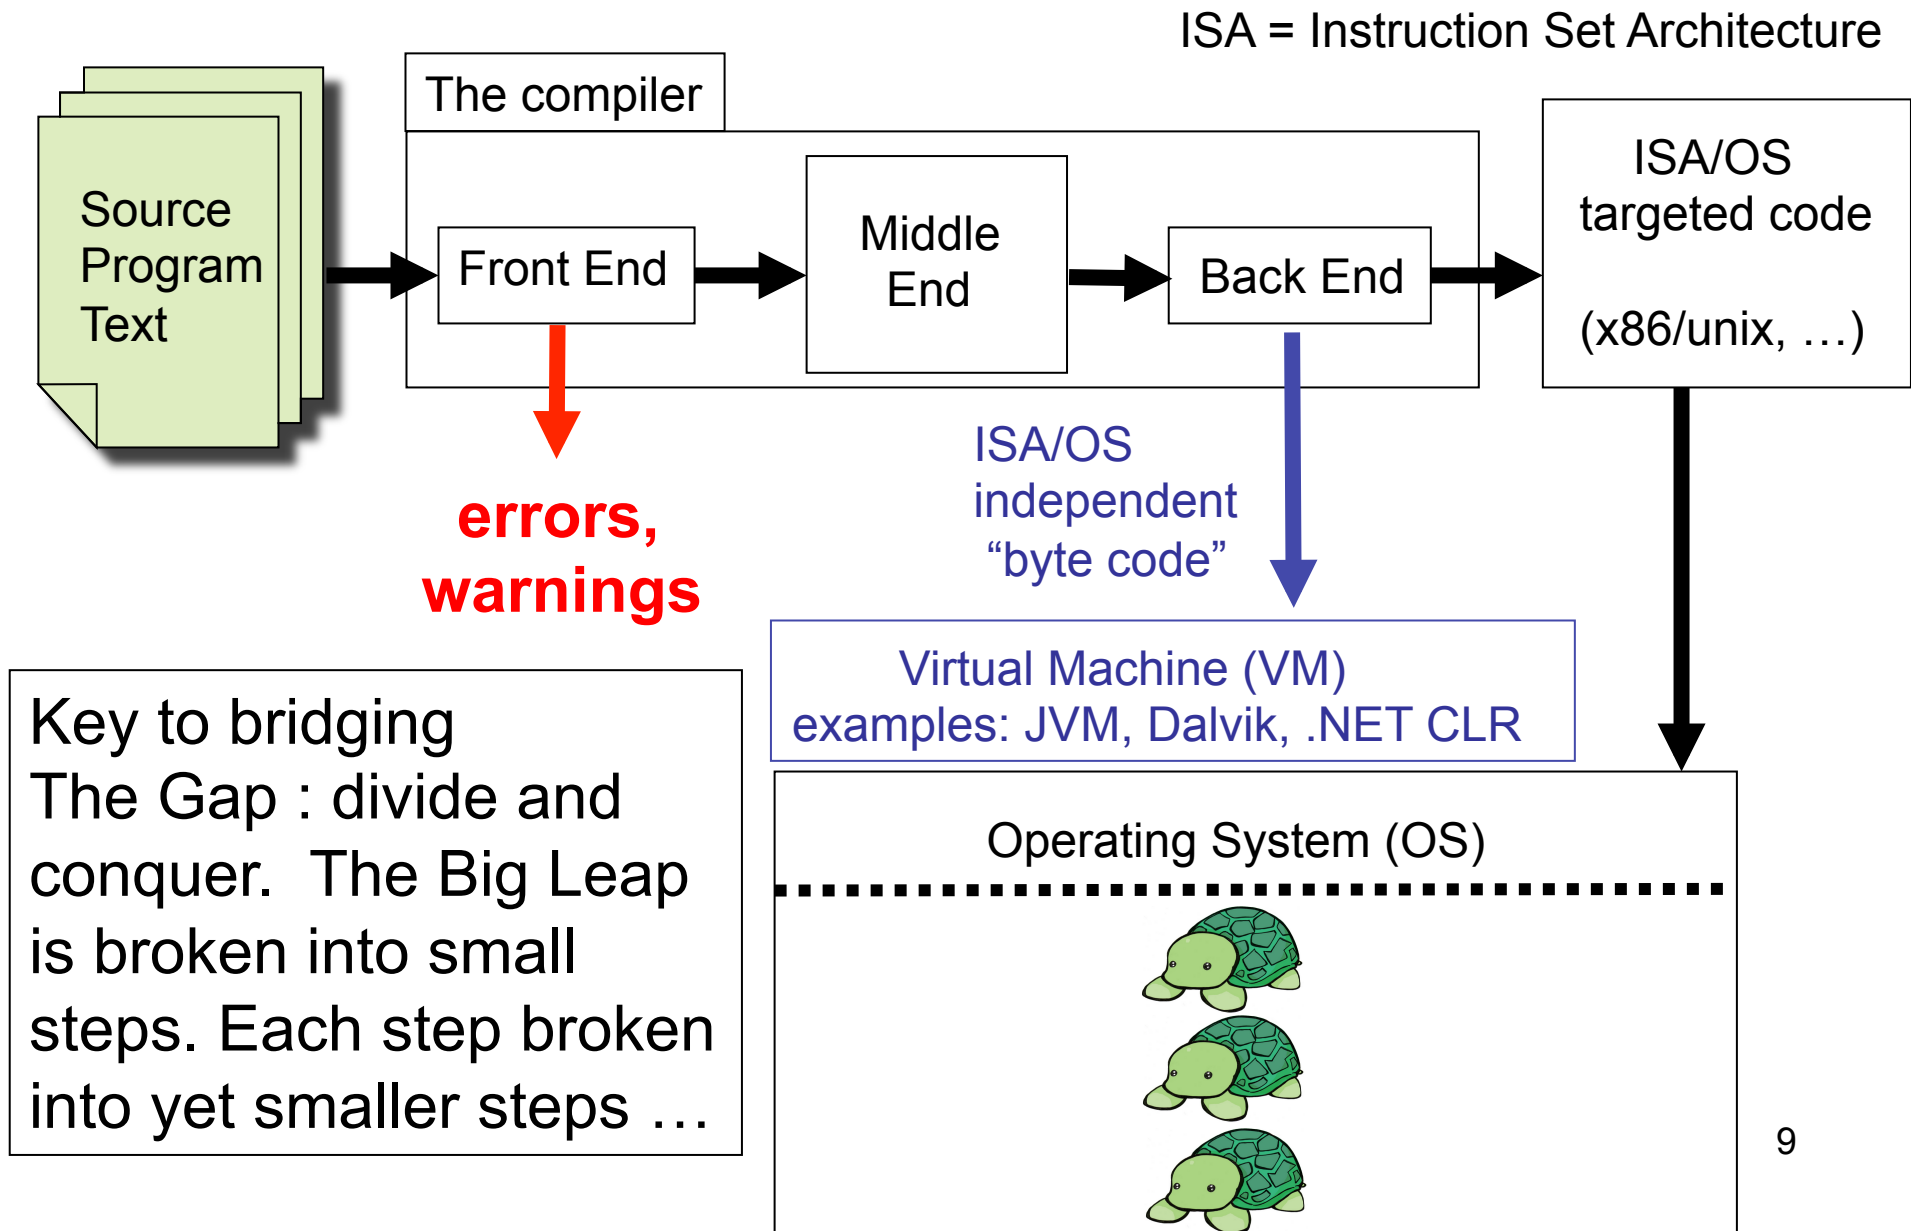 ISA = Instruction Set Architecture
The compiler
Source
Program
Text
Front End
Middle
End
Back End
ISA/OS
targeted code
(x86/unix, …)
errors,
warnings
ISA/OS
independent
“byte code”
Virtual Machine (VM)
examples: JVM, Dalvik, .NET CLR
Key to bridging
The Gap : divide and
conquer.  The Big Leap
is broken into small
steps. Each step broken
into yet smaller steps …
Operating System (OS)
9